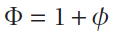 Φ = 1 + ϕ